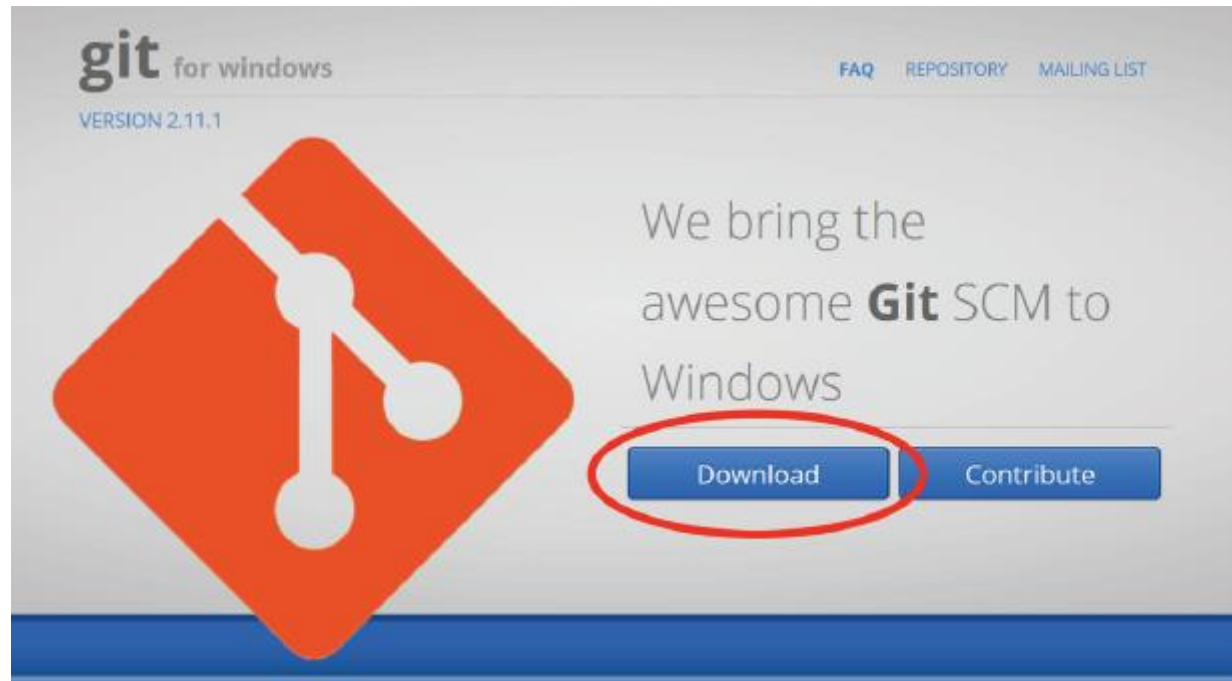 git for windows
FAQ REPOSITORY MAILING LIST
VERSION 2.11.1
We bring the
awesome Git SCM to
Windows
Download Contribute